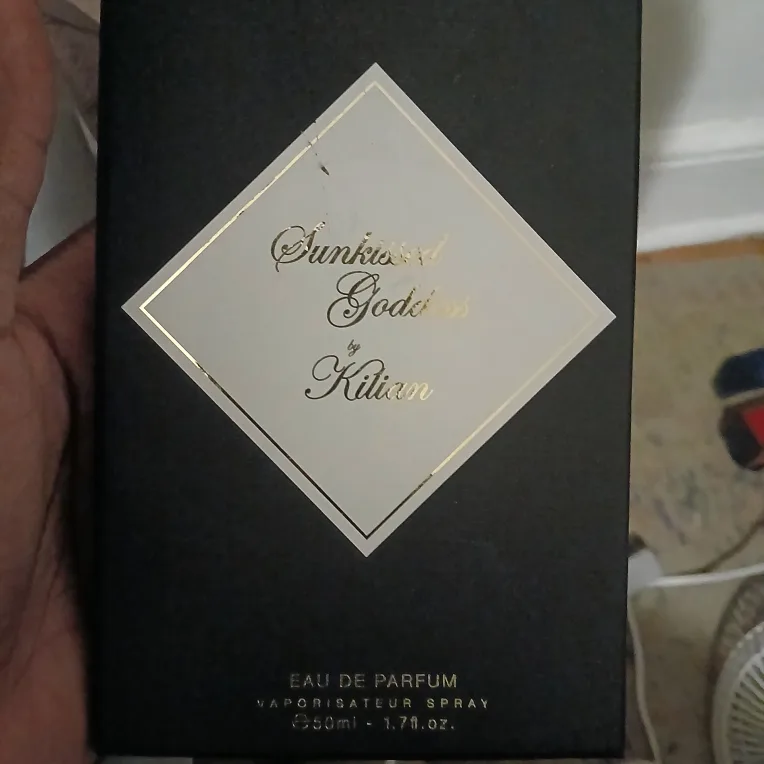 Sunkissed
Goddess
by
Kilian
EAU DE PARFUM
VAPORISATEUR SPRAY
℮50ml - 1.7fl.oz.